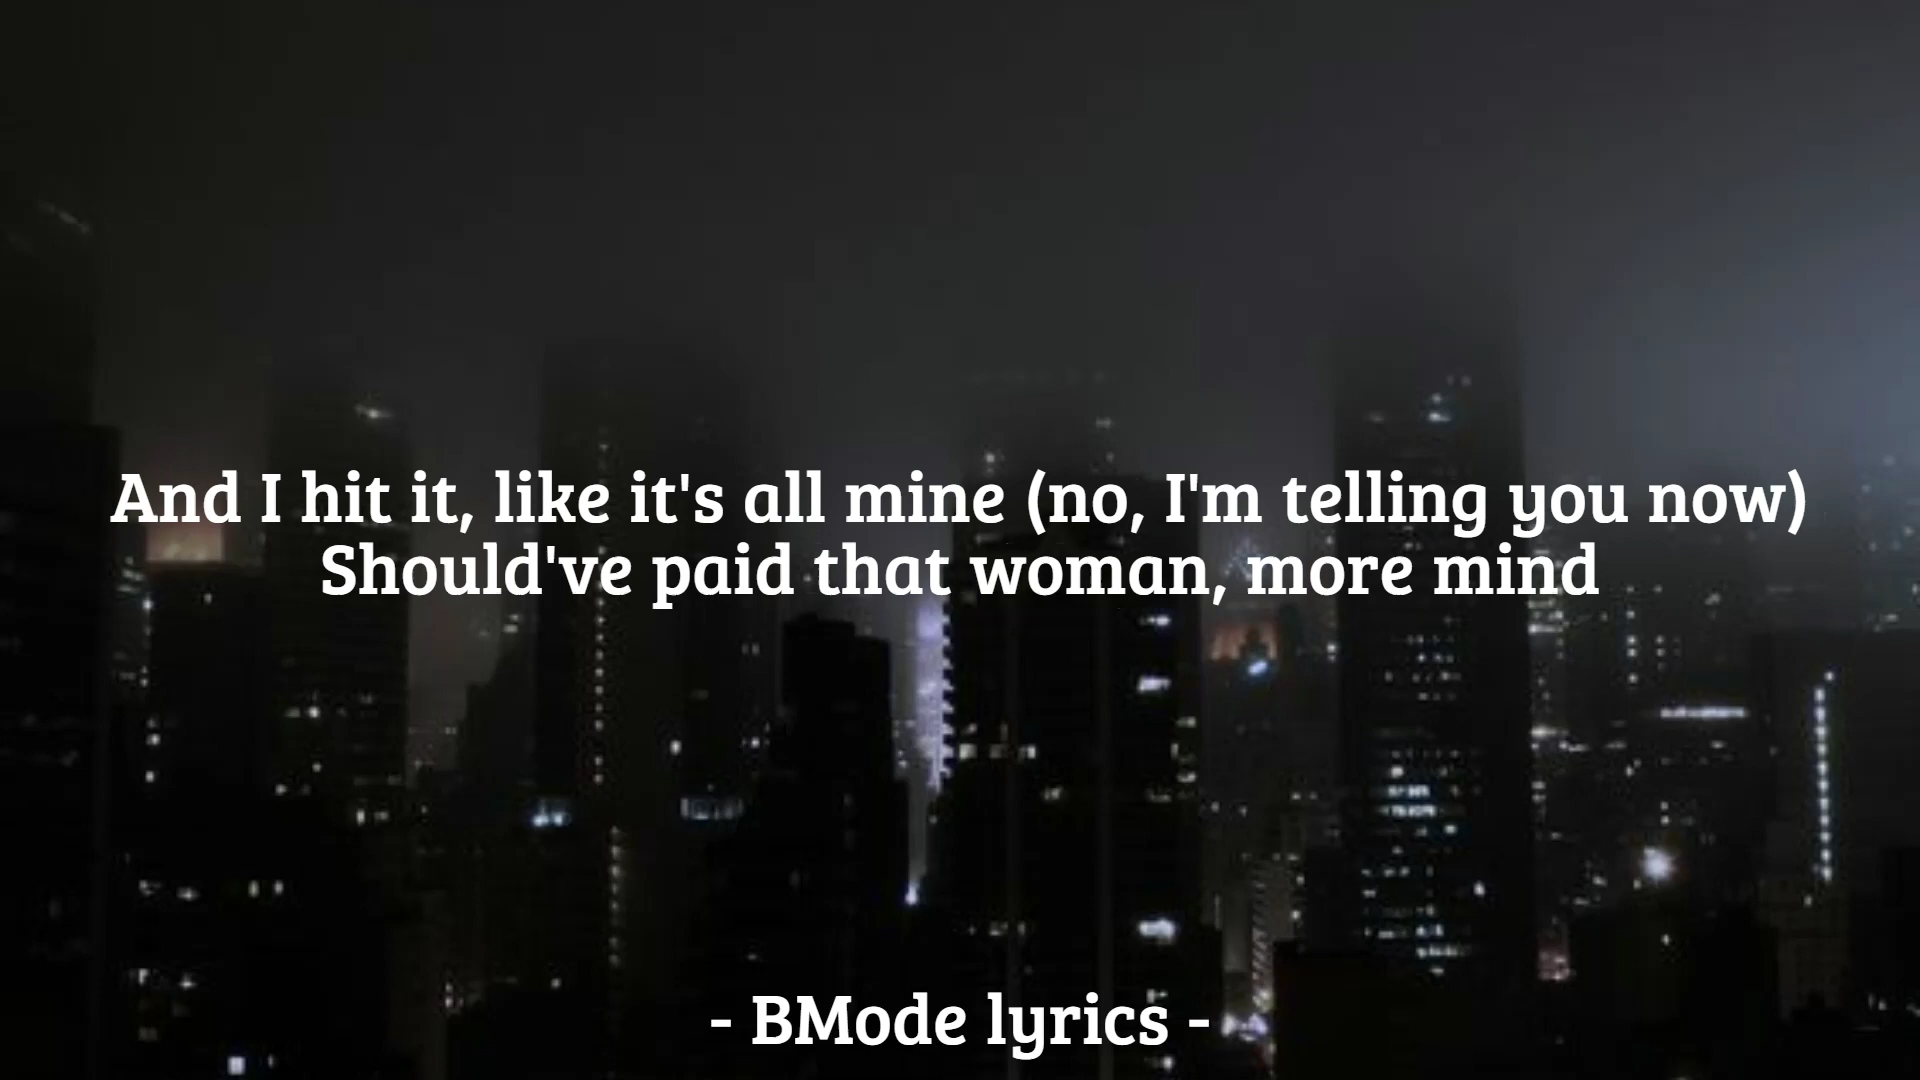 And I hit it, like it's all mine (no, I'm telling you now)
Should've paid that woman, more mind
- BMode lyrics -